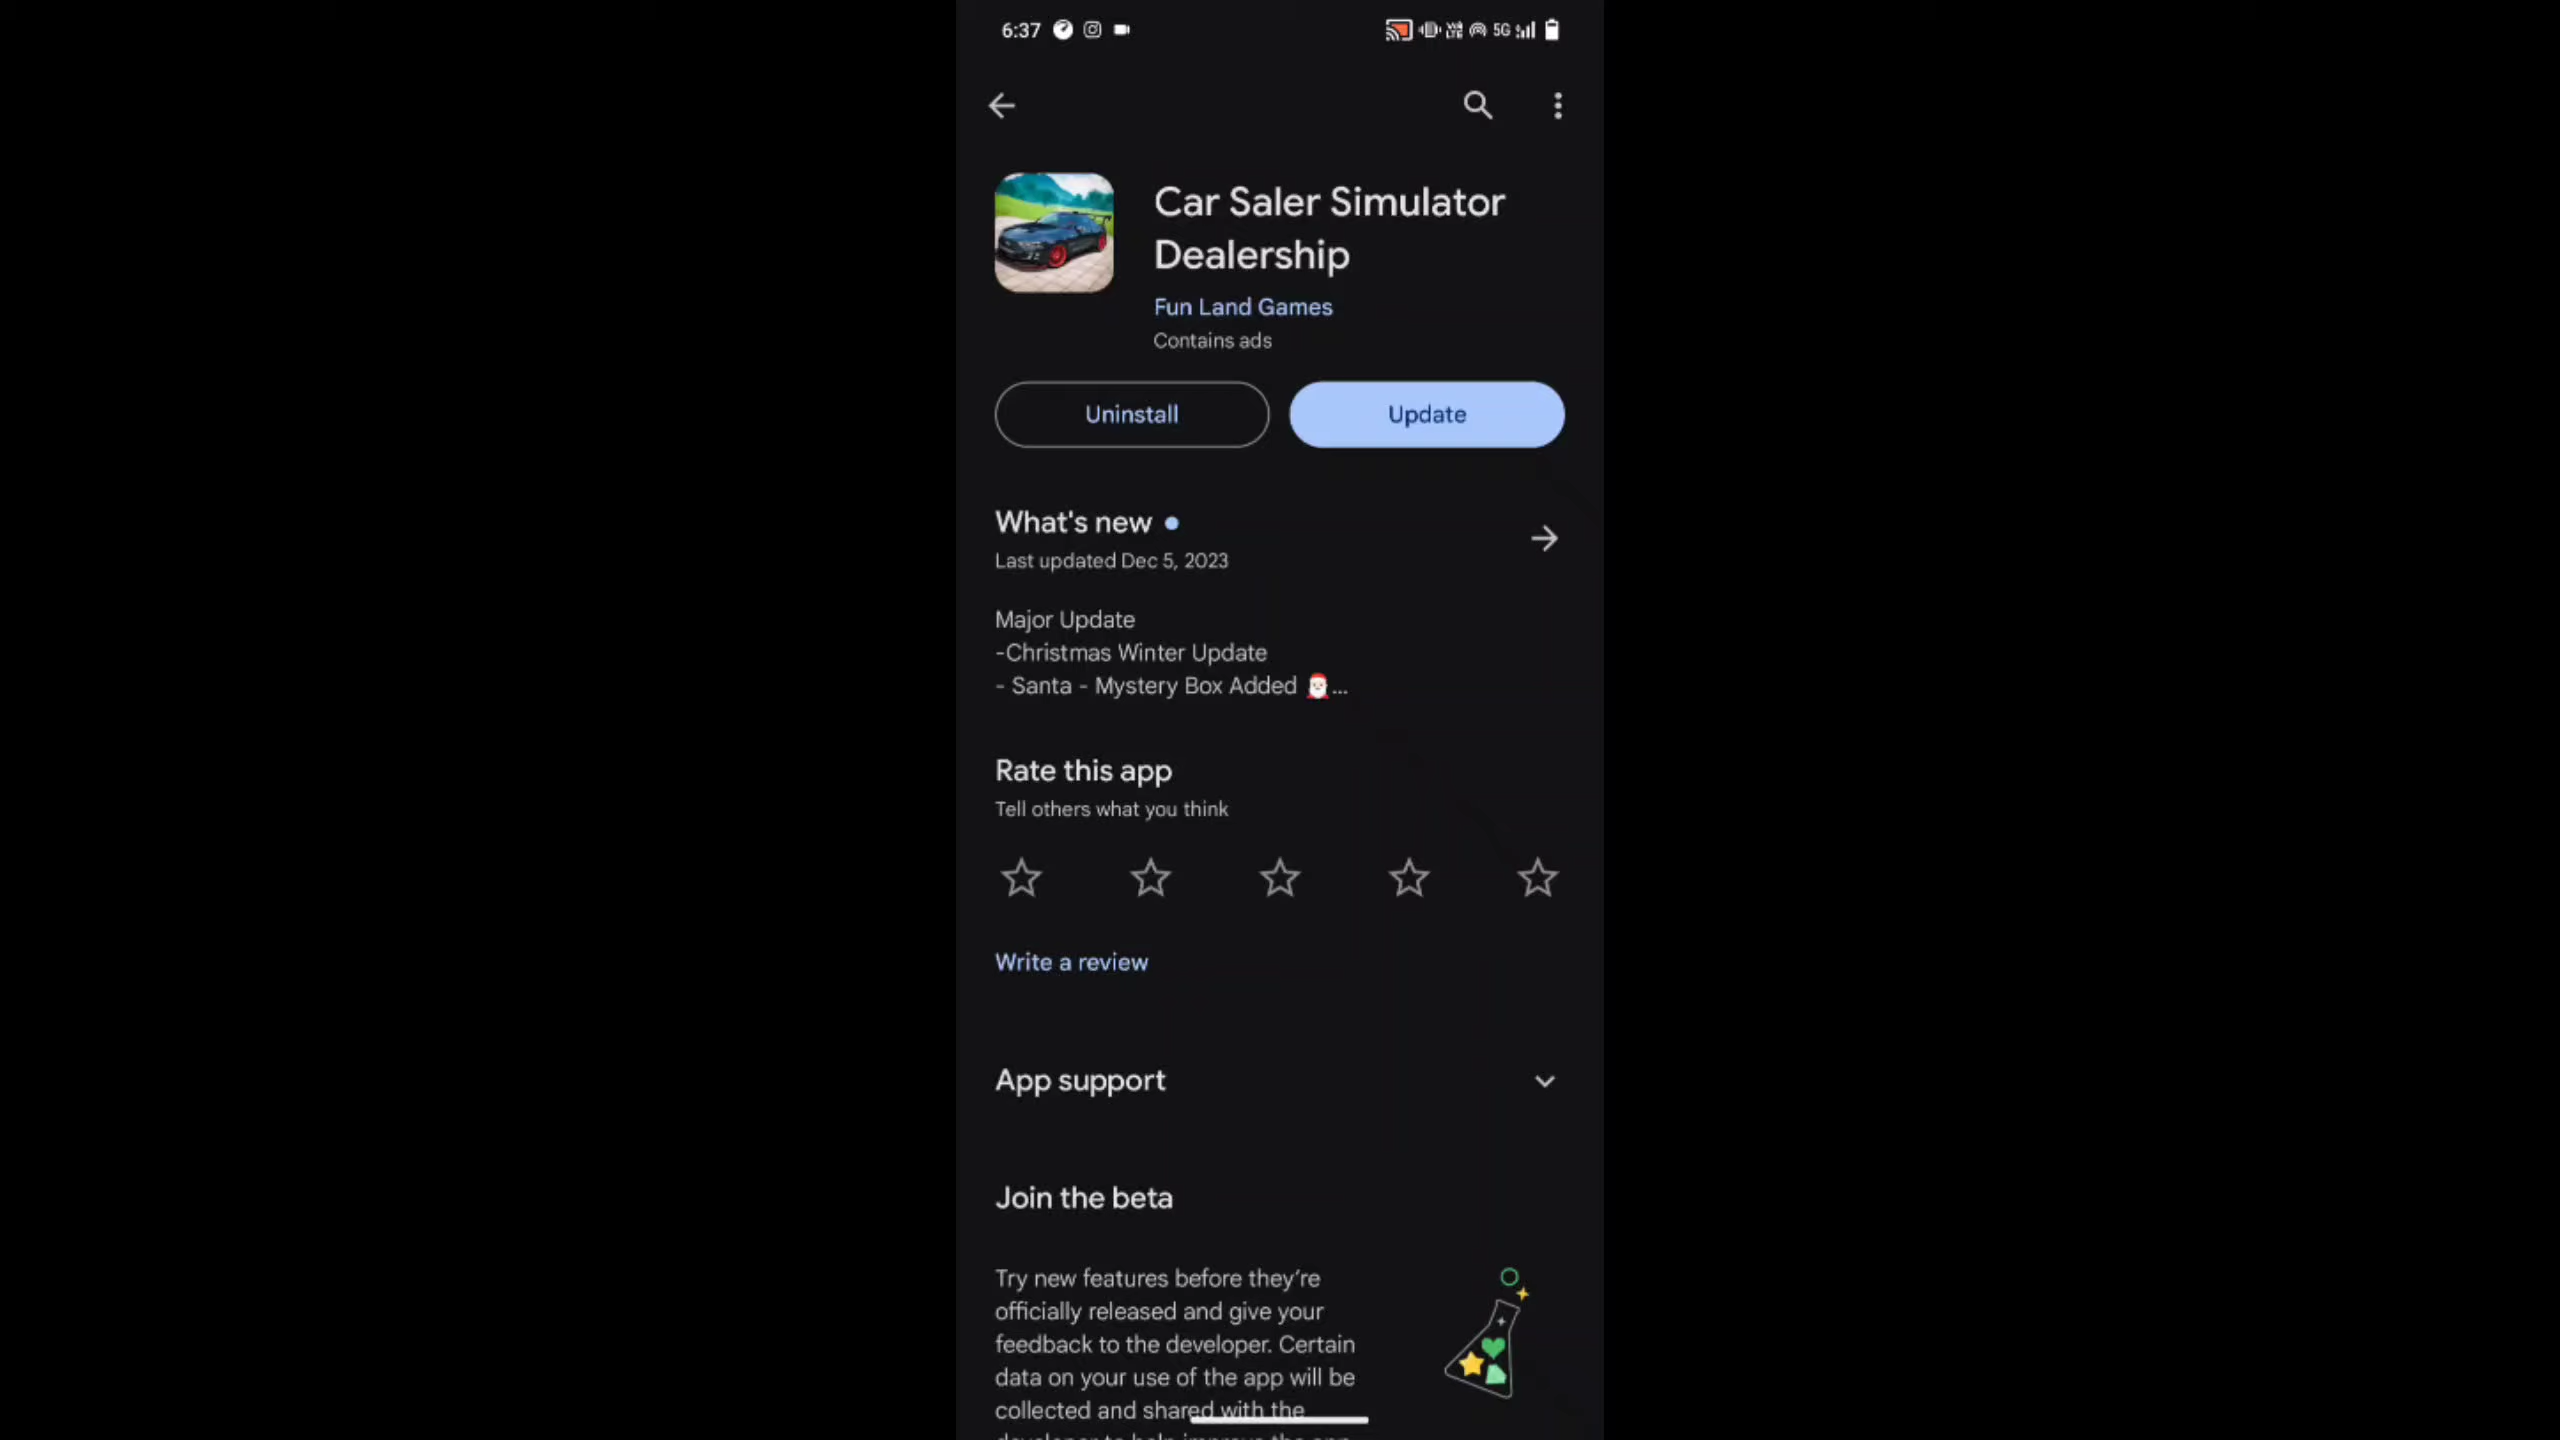 6:37
5G
Car Saler Simulator
Dealership
Fun Land Games
Contains ads
Uninstall
Update
What's new
Last updated Dec 5, 2023
Major Update
-Christmas Winter Update
- Santa - Mystery Box Added 🎅...
Rate this app
Tell others what you think
Write a review
App support
Join the beta
Try new features before they're
officially released and give your
feedback to the developer. Certain
data on your use of the app will be
collected and shared with the